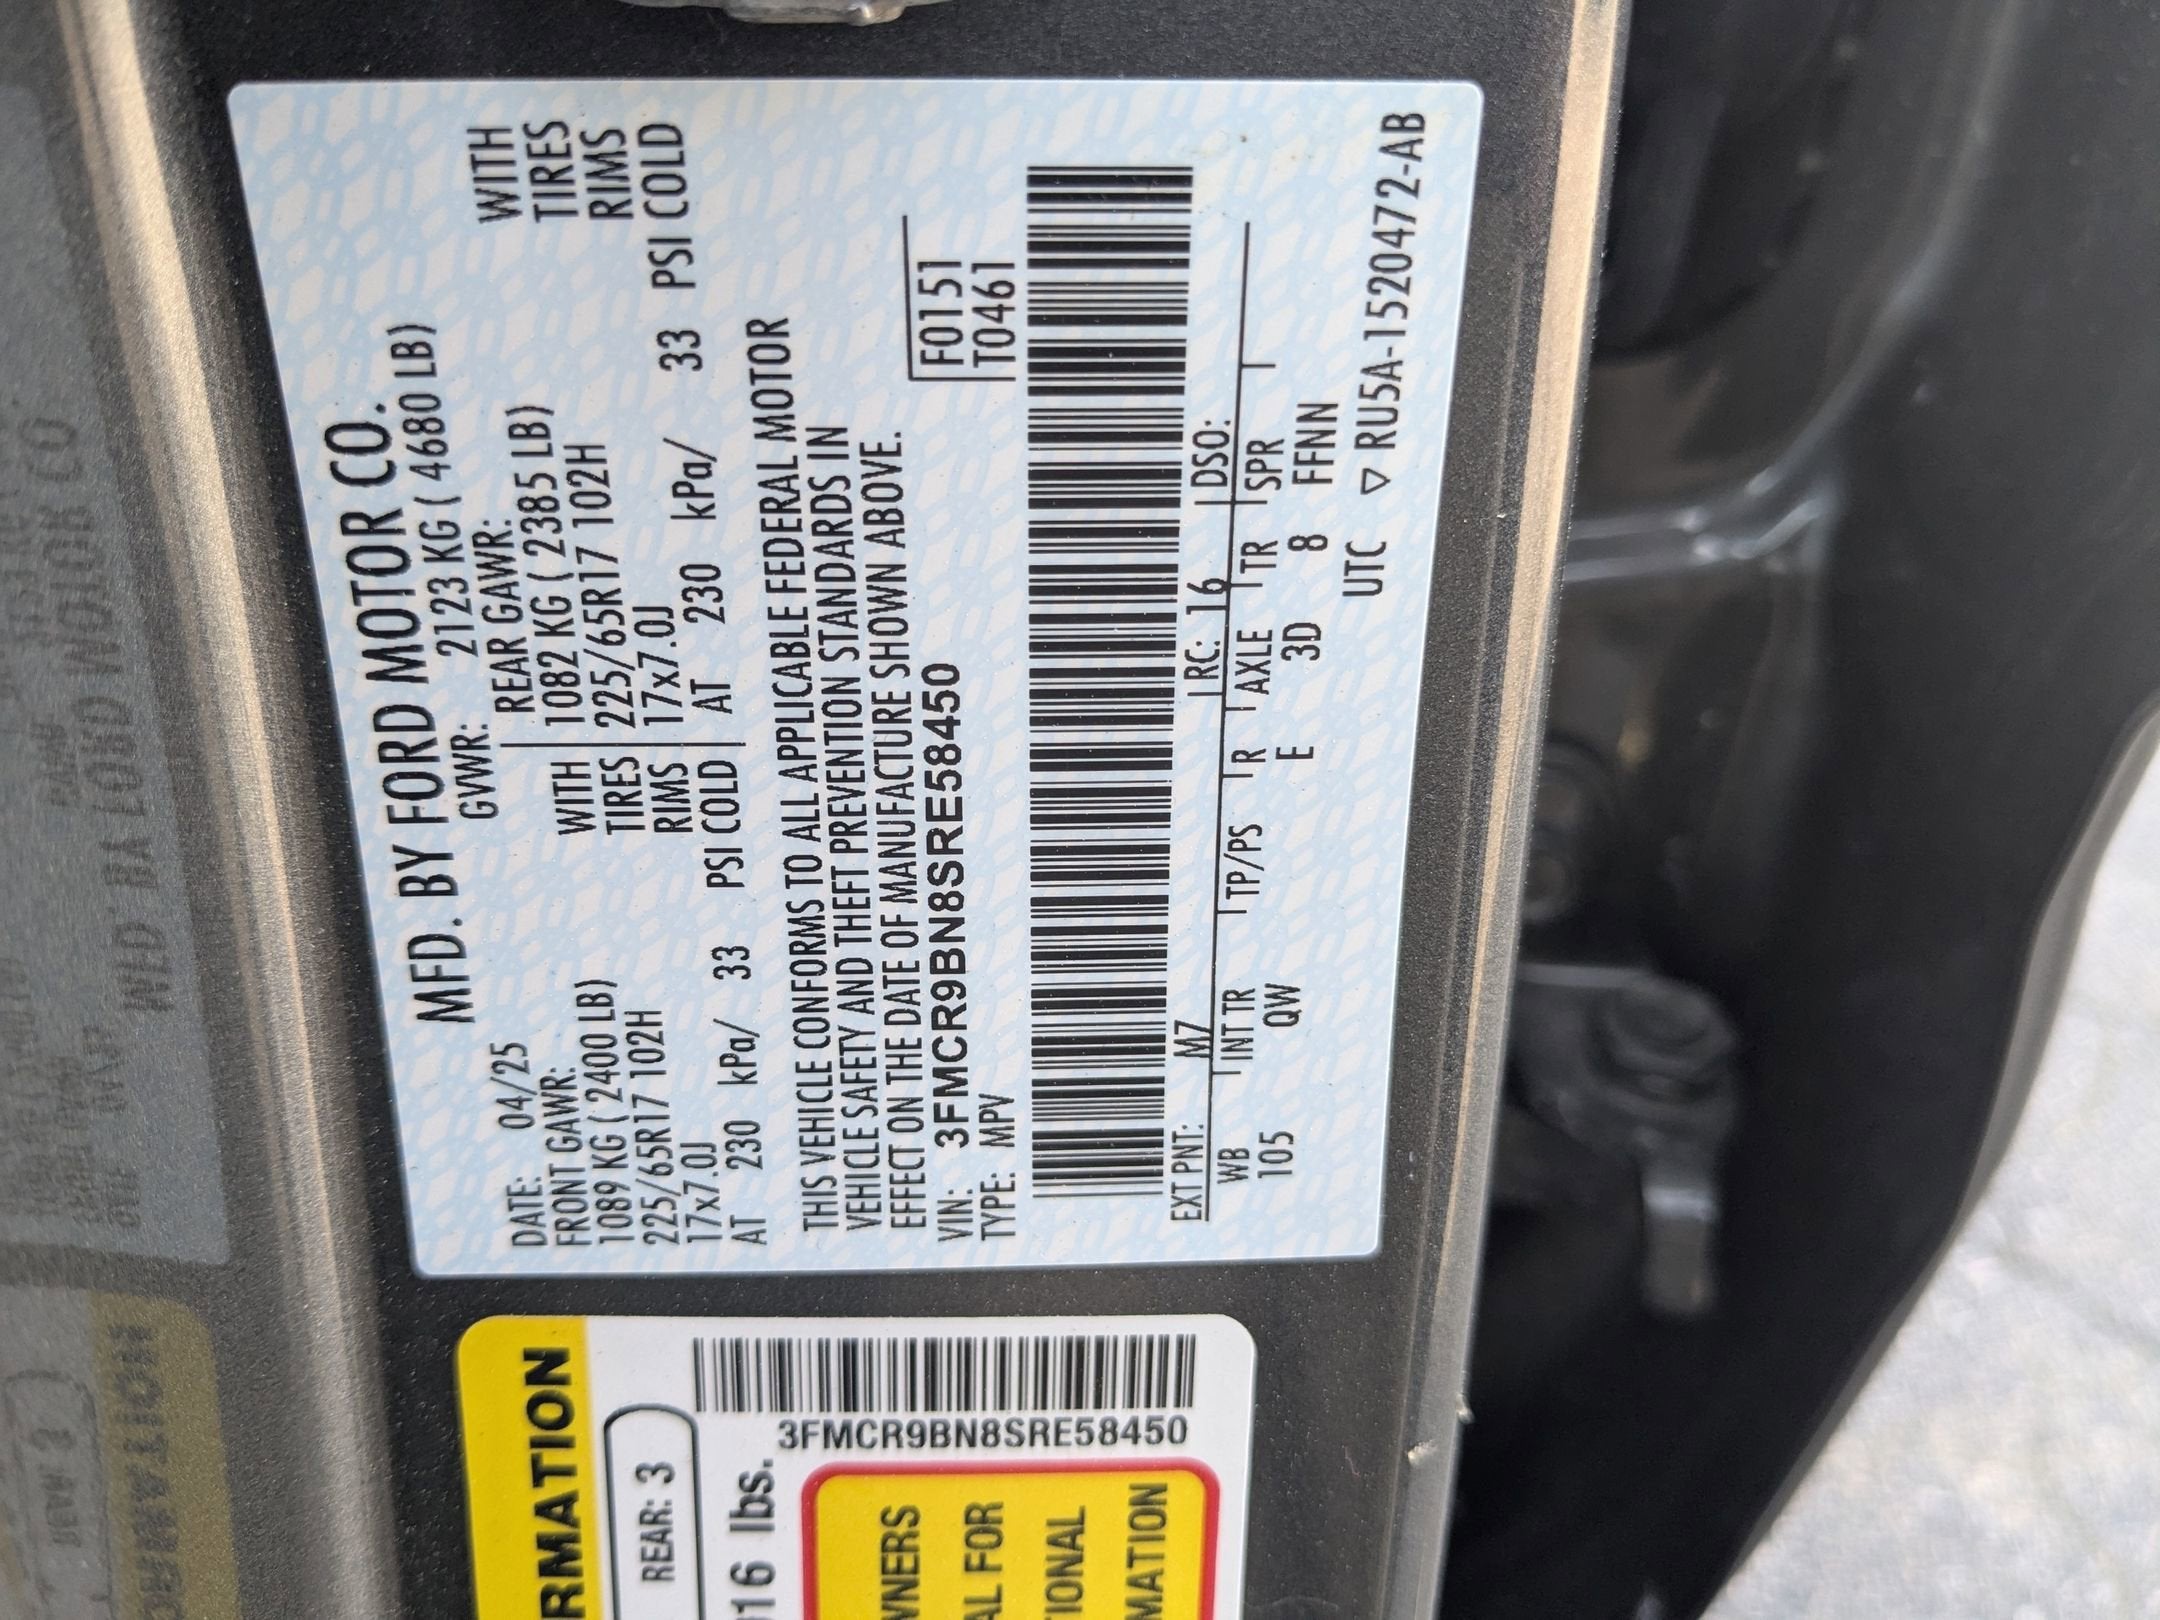 MFD. BY FORD MOTOR CO.
DATE: 04/25 GVWR: 2123 KG ( 4680 LB)
FRONT GAWR: REAR GAWR:
1089 KG ( 2400 LB) WITH 1082 KG ( 2385 LB) WITH
225/65R17 102H TIRES 225/65R17 102H TIRES
17x7.0J RIMS 17x7.0J RIMS
AT 230 kPa/ 33 PSI COLD AT 230 kPa/ 33 PSI COLD
THIS VEHICLE CONFORMS TO ALL APPLICABLE FEDERAL MOTOR
VEHICLE SAFETY AND THEFT PREVENTION STANDARDS IN
EFFECT ON THE DATE OF MANUFACTURE SHOWN ABOVE.
VIN: 3FMCR9BN8SRE58450 F0151
TYPE: MPV T0461
EXT PNT: M7 RC: 16 DSO:
WB INT TR TP/PS R AXLE TR SPR
105 QW E 3D 8 FFNN
UTC ▽ RU5A-1520472-AB
RMATION
REAR: 3
16 lbs.
3FMCR9BN8SRE58450
WNERS
AL FOR
TIONAL
MATION